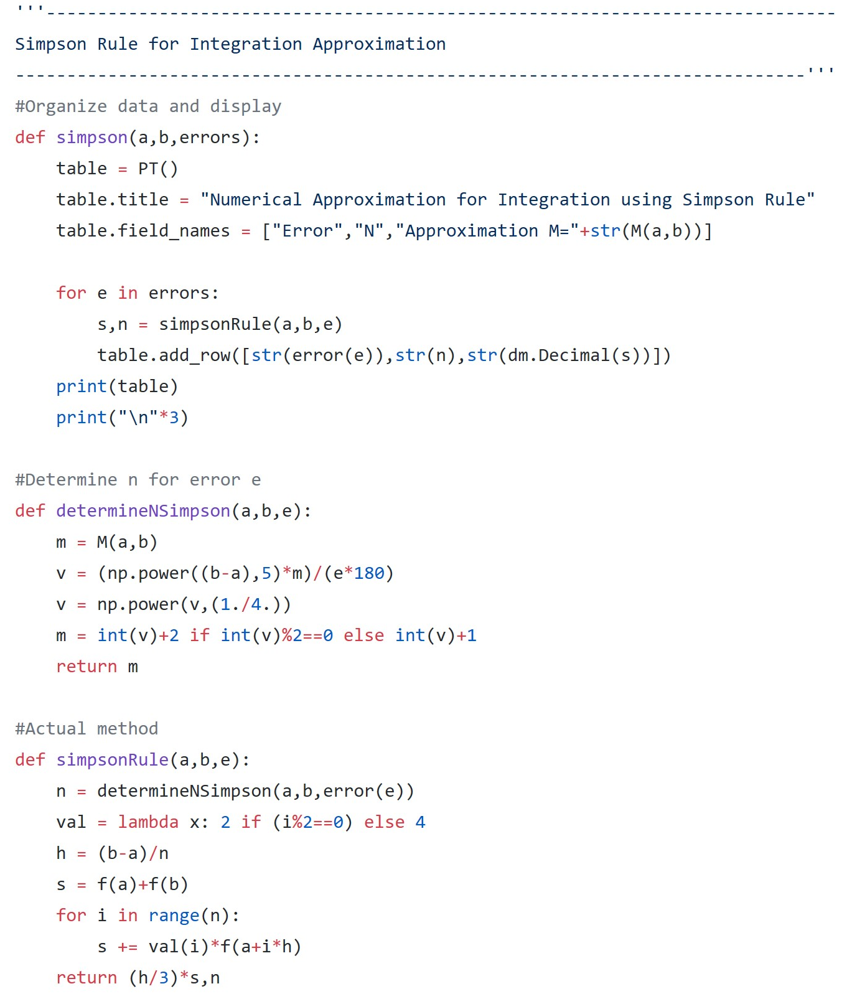 '''-----------------------------------------------------------------------------
Simpson Rule for Integration Approximation
-----------------------------------------------------------------------------'''
#Organize data and display
def simpson(a,b,errors):
    table = PT()
    table.title = "Numerical Approximation for Integration using Simpson Rule"
    table.field_names = ["Error","N","Approximation M="+str(M(a,b))]
    for e in errors:
        s,n = simpsonRule(a,b,e)
        table.add_row([str(error(e)),str(n),str(dm.Decimal(s))])
    print(table)
    print("\n"*3)
#Determine n for error e
def determineNSimpson(a,b,e):
    m = M(a,b)
    v = (np.power((b-a),5)*m)/(e*180)
    v = np.power(v,(1./4.))
    m = int(v)+2 if int(v)%2==0 else int(v)+1
    return m
#Actual method
def simpsonRule(a,b,e):
    n = determineNSimpson(a,b,error(e))
    val = lambda x: 2 if (i%2==0) else 4
    h = (b-a)/n
    s = f(a)+f(b)
    for i in range(n):
        s += val(i)*f(a+i*h)
    return (h/3)*s,n